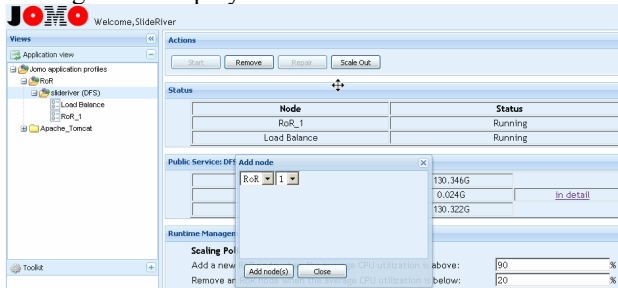 JOMO Welcome,SlideRiver
Views
Application view
Jomo application profiles
RoR
slideriver (DFS)
Load Balance
RoR_1
Apache_Tomcat
Toolkit
Actions
Start Remove Repair Scale Out
Status
Node Status
RoR_1 Running
Load Balance Running
Public Service: DFS
Add node
RoR 1
130.346G
0.024G in detail
130.322G
Runtime Managem
Scaling Pol
Add a new average CPU utilization is above: 90 %
Add node(s) Close
Remove an RoR node when the average CPU utilization is below: 20 %